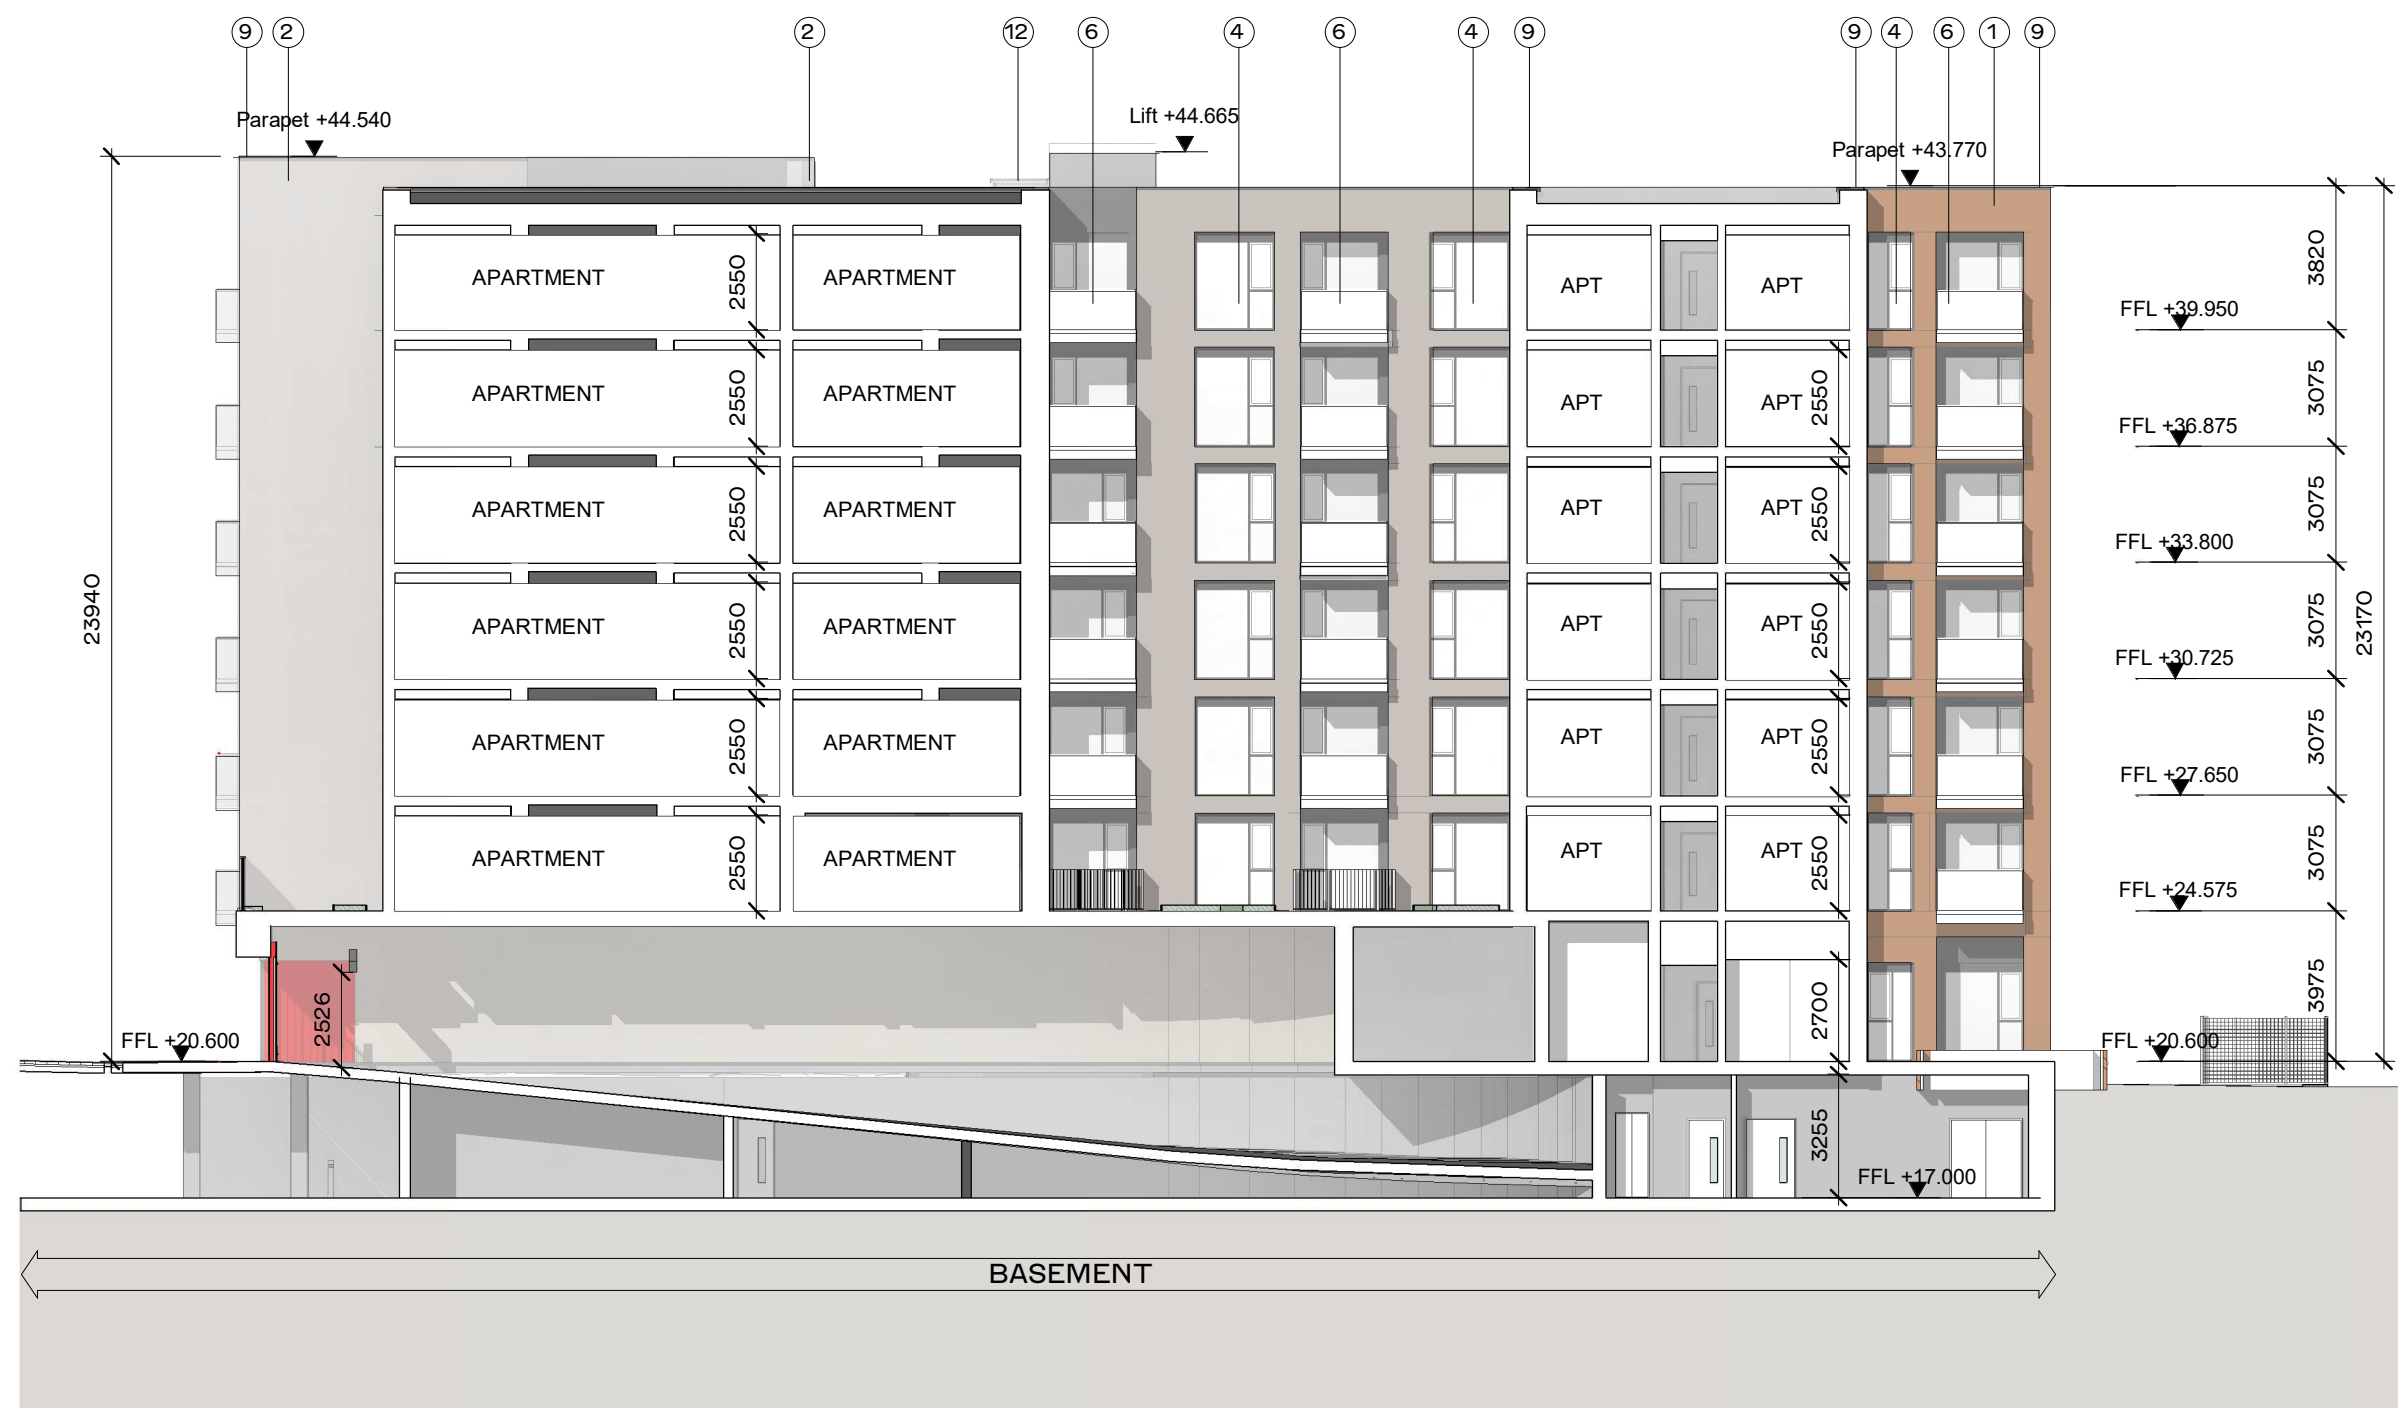 9 2 2 12 6 4 6 4 9 9 4 6 1 9
Parapet +44.540
Lift +44.665
Parapet +43.770
APARTMENT 2550 APARTMENT APT APT 3820
FFL +39.950
APARTMENT 2550 APARTMENT APT APT 2550 3075
FFL +36.875
APARTMENT 2550 APARTMENT APT APT 2550 3075
FFL +33.800
23940
APARTMENT 2550 APARTMENT APT APT 2550 3075 23170
FFL +30.725
APARTMENT 2550 APARTMENT APT APT 2550 3075
FFL +27.650
APARTMENT 2550 APARTMENT APT APT 2550 3075
FFL +24.575
2526 2700 3975
FFL +20.600
FFL +20.600
3255
FFL +17.000
BASEMENT